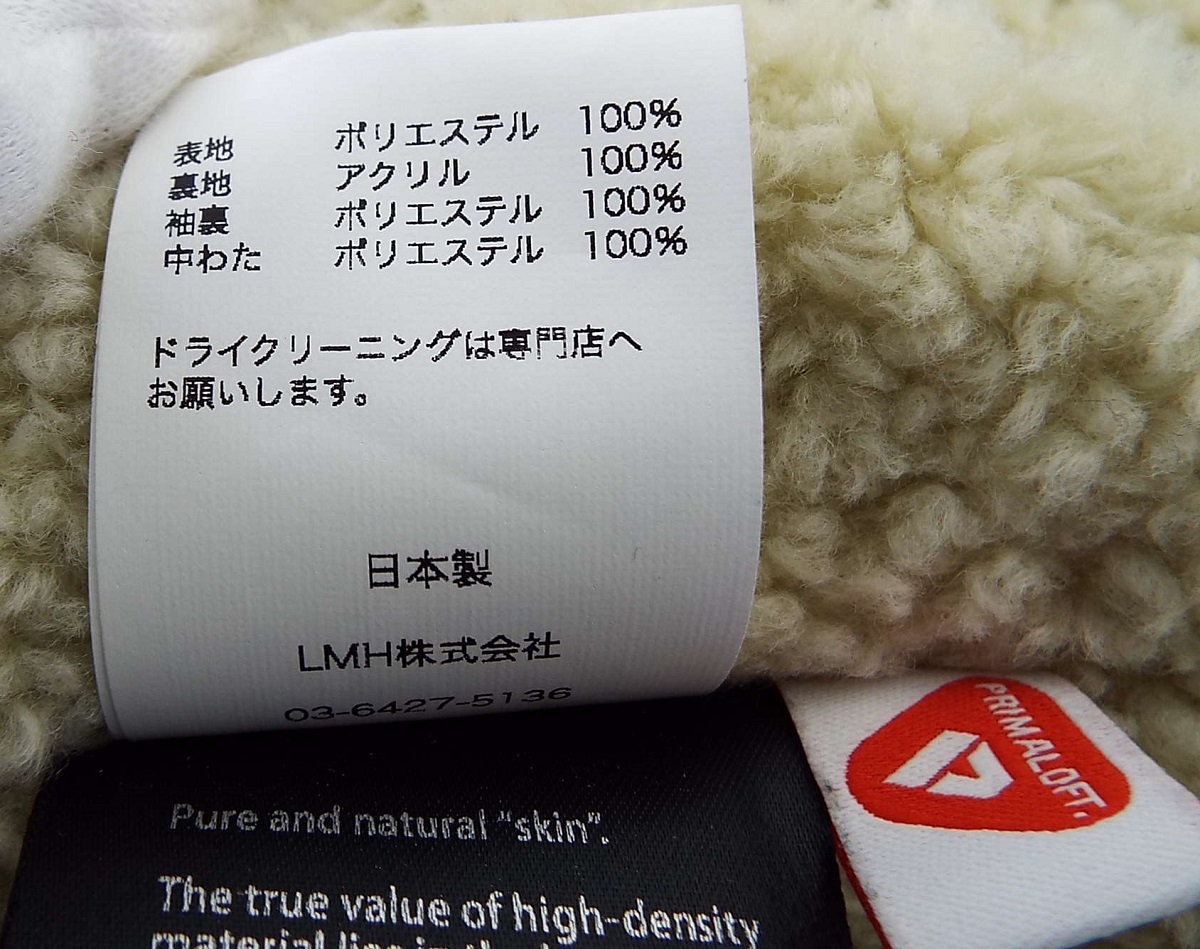 表地 ポリエステル 100%
裏地 アクリル 100%
袖裏 ポリエステル 100%
中わた ポリエステル 100%
ドライクリーニングは専門店へ
お願いします。
日本製
LMH株式会社
03-6427-5136
PRIMALOFT.
Pure and natural "skin".
The true value of high-density
material lies in the